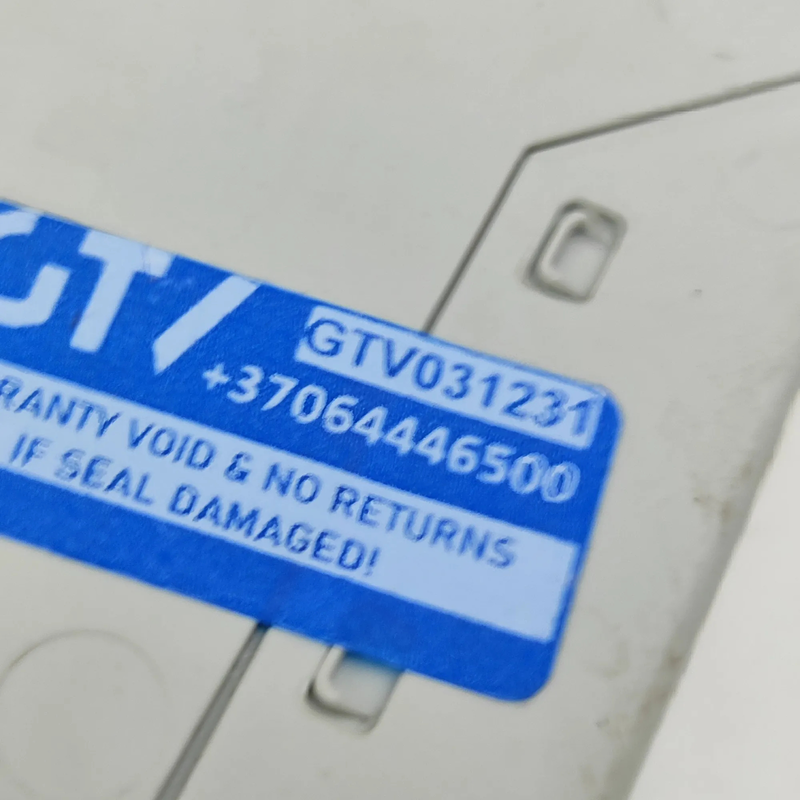 GTV
GTV031231
+37064446500
RANTY VOID & NO RETURNS
IF SEAL DAMAGED!